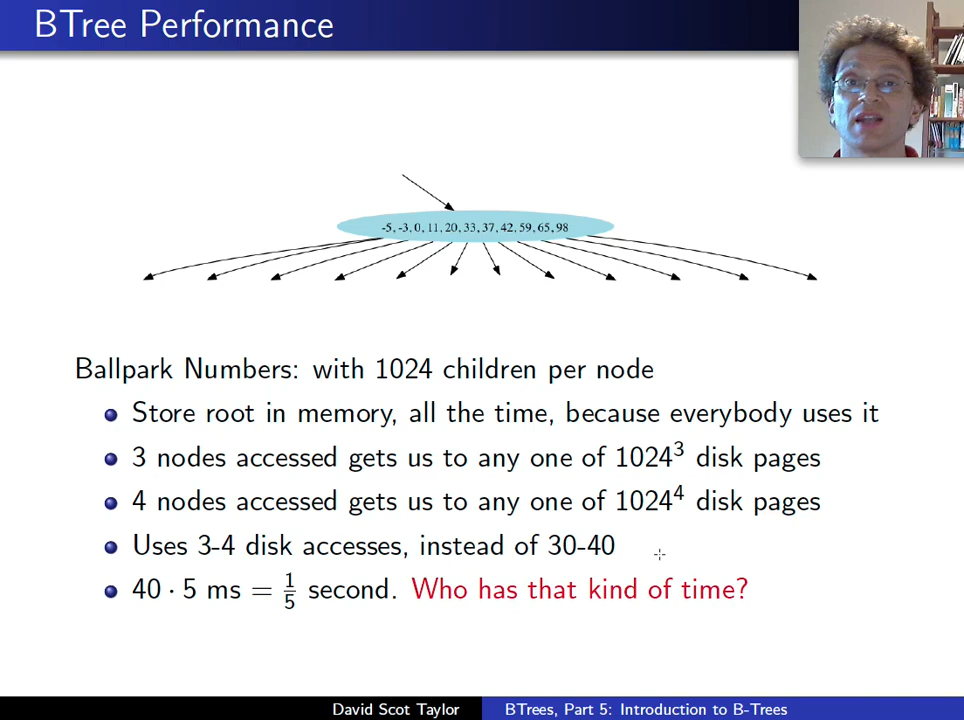 BTree Performance
-5, -3, 0, 11, 20, 33, 37, 42, 59, 65, 98
Ballpark Numbers: with 1024 children per node
Store root in memory, all the time, because everybody uses it
3 nodes accessed gets us to any one of 1024³ disk pages
4 nodes accessed gets us to any one of 1024⁴ disk pages
Uses 3-4 disk accesses, instead of 30-40
40 · 5 ms = 1/5 second. Who has that kind of time?
David Scot Taylor
BTrees, Part 5: Introduction to B-Trees